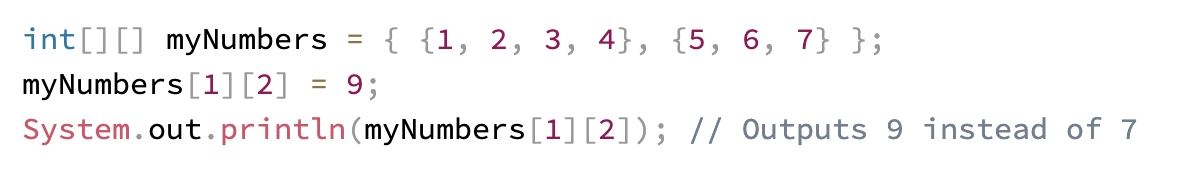 int[][] myNumbers = { {1, 2, 3, 4}, {5, 6, 7} };
myNumbers[1][2] = 9;
System.out.println(myNumbers[1][2]); // Outputs 9 instead of 7